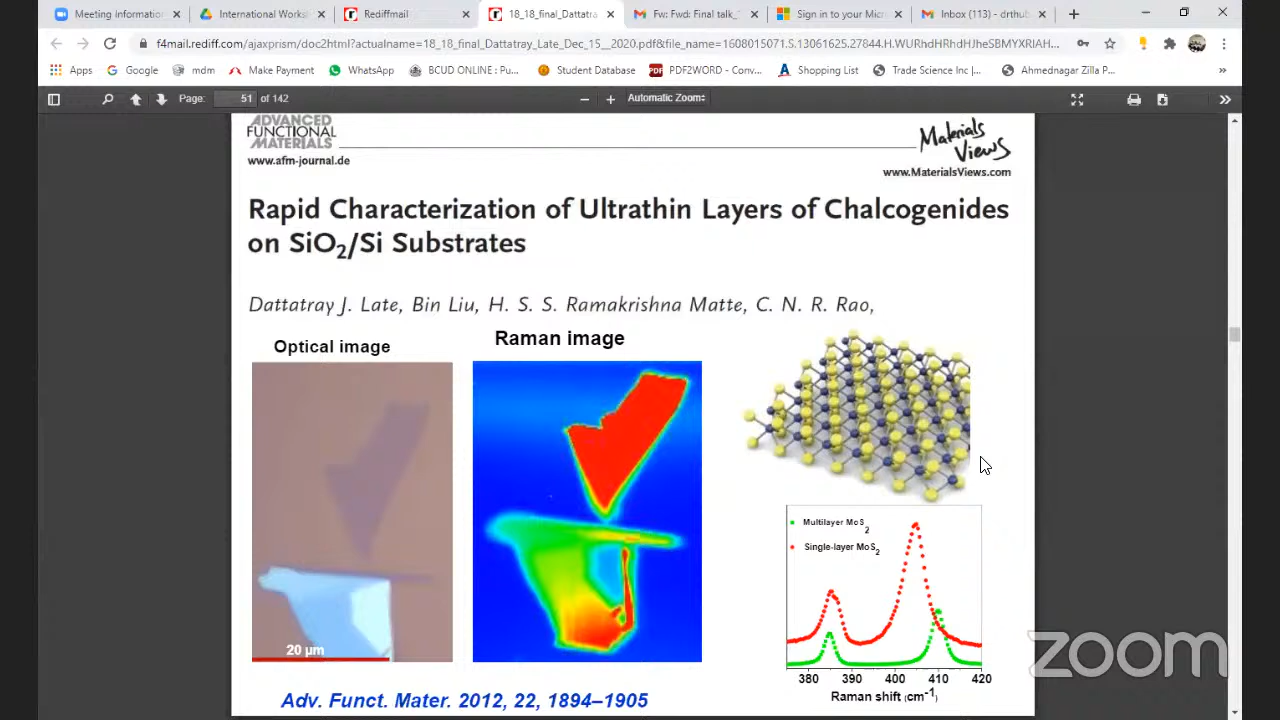 Meeting Informatio
International Works
Rediffmail
18_18_final_Dattatra
Fw: Fwd: Final talk_
Sign in to your Micr
Inbox (113) - drthub
f4mail.rediff.com/ajaxprism/doc2html?actualname=18_18_final_Dattatray_Late_Dec_15__2020.pdf&file_name=1608015071.S.13061625.27844.H.WURhHHRhdHJheSBMYXRlAH...
Apps
Google
mdm
Make Payment
WhatsApp
BCUD ONLINE : Pu...
Student Database
PDF2WORD - Conv...
Shopping List
Trade Science Inc |...
Ahmednagar Zilla P...
Page: 51 of 142
Automatic Zoom
ADVANCED
FUNCTIONAL
MATERIALS
www.afm-journal.de
Materials
Views
www.MaterialsViews.com
Rapid Characterization of Ultrathin Layers of Chalcogenides
on SiO2/Si Substrates
Dattatray J. Late, Bin Liu, H. S. S. Ramakrishna Matte, C. N. R. Rao,
Optical image
Raman image
20 µm
Multilayer MoS2
Single-layer MoS2
380 390 400 410 420
Raman shift (cm-1)
Adv. Funct. Mater. 2012, 22, 1894–1905
zoom